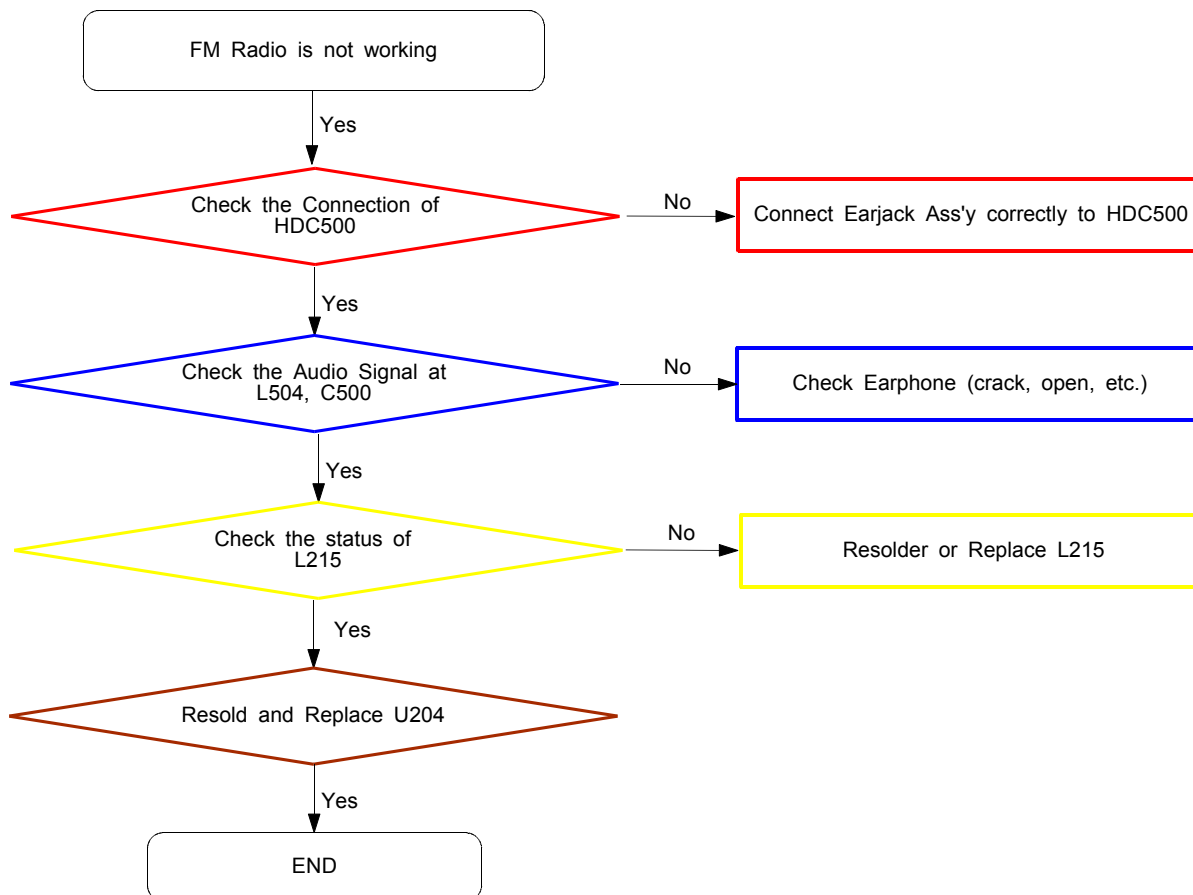 FM Radio is not working
Yes
Check the Connection of
HDC500
No
Connect Earjack Ass'y correctly to HDC500
Yes
Check the Audio Signal at
L504, C500
No
Check Earphone (crack, open, etc.)
Yes
Check the status of
L215
No
Resolder or Replace L215
Yes
Resold and Replace U204
Yes
END